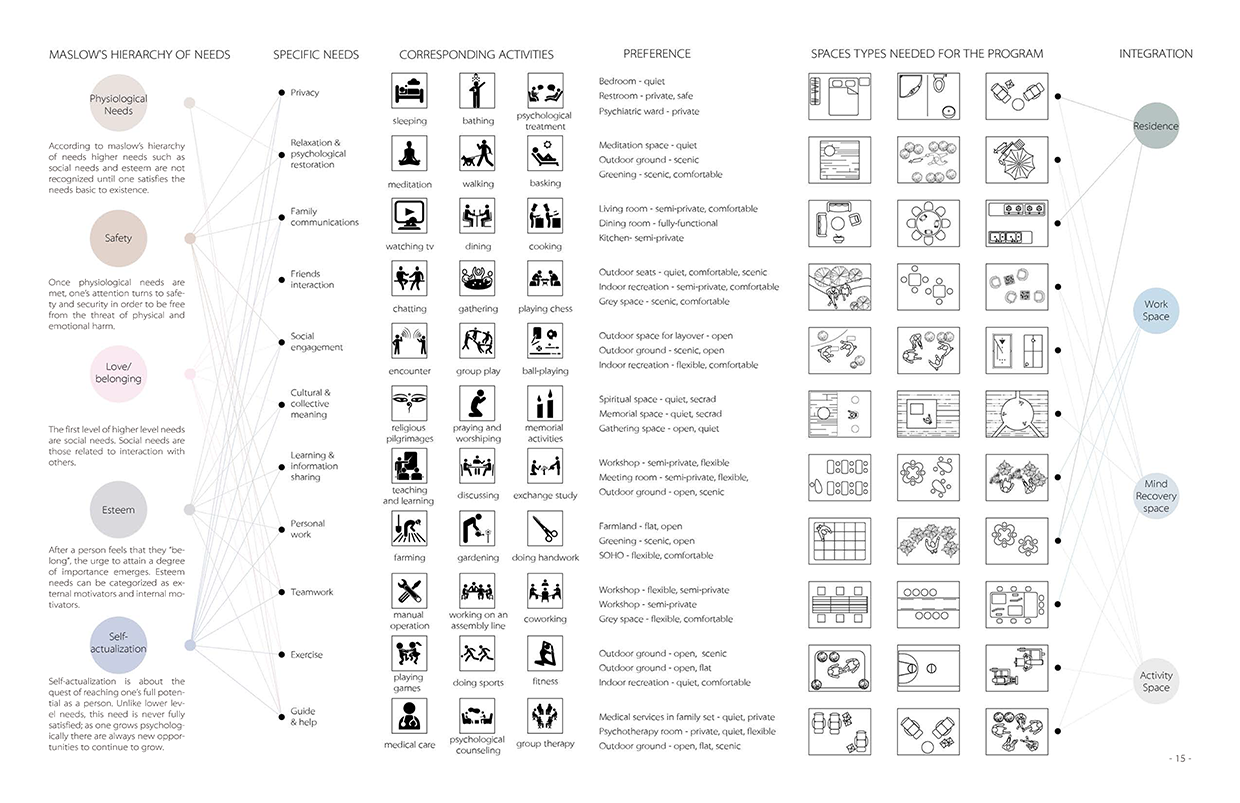 MASLOW'S HIERARCHY OF NEEDS
SPECIFIC NEEDS
CORRESPONDING ACTIVITIES
PREFERENCE
SPACES TYPES NEEDED FOR THE PROGRAM
INTEGRATION
Physiological
Needs
According to maslow's hierarchy
of needs higher needs such as
social needs and esteem are not
recognized until one satisfies the
needs basic to existence.
Safety
Once physiological needs are
met, one's attention turns to safe-
ty and security in order to be free
from the threat of physical and
emotional harm.
Love/
belonging
The first level of higher level needs
are social needs. Social needs are
those related to interaction with
others.
Esteem
After a person feels that they "be-
long", the urge to attain a degree
of importance emerges. Esteem
needs can be categorized as ex-
ternal motivators and internal mo-
tivators.
Self-
actualization
Self-actualization is about the
quest of reaching one's full poten-
tial as a person. Unlike lower lev-
el needs, this need is never fully
satisfied; as one grows psycholog-
ically there are always new oppor-
tunities to continue to grow.
Privacy
Relaxation &
psychological
restoration
Family
communications
Friends
interaction
Social
engagement
Cultural &
collective
meaning
Learning &
information
sharing
Personal
work
Teamwork
Exercise
Guide
& help
sleeping
bathing
psychological
treatment
meditation
walking
basking
watching tv
dining
cooking
chatting
gathering
playing chess
encounter
group play
ball-playing
religious
pilgrimages
praying and
worshiping
memorial
activities
teaching
and learning
discussing
exchange study
farming
gardening
doing handwork
manual
operation
working on an
assembly line
coworking
playing
games
doing sports
fitness
medical care
psychological
counseling
group therapy
Bedroom - quiet
Restroom - private, safe
Psychiatric ward - private
Meditation space - quiet
Outdoor ground - scenic
Greening - scenic, comfortable
Living room - semi-private, comfortable
Dining room - fully-functional
Kitchen- semi-private
Outdoor seats - quiet, comfortable, scenic
Indoor recreation - semi-private, comfortable
Grey space - scenic, comfortable
Outdoor space for layover - open
Outdoor ground - scenic, open
Indoor recreation - flexible, comfortable
Spiritual space - quiet, secrad
Memorial space - quiet, secrad
Gathering space - open, quiet
Workshop - semi-private, flexible
Meeting room - semi-private, flexible,
Outdoor ground - open, scenic
Farmland - flat, open
Greening - scenic, open
SOHO - flexible, comfortable
Workshop - flexible, semi-private
Workshop - semi-private
Grey space - flexible, comfortable
Outdoor ground - open, scenic
Outdoor ground - open, flat
Indoor recreation - quiet, comfortable
Medical services in family set - quiet, private
Psychotherapy room - private, quiet, flexible
Outdoor ground - open, flat, scenic
Residence
Work
Space
Mind
Recovery
space
Activity
Space
- 15 -